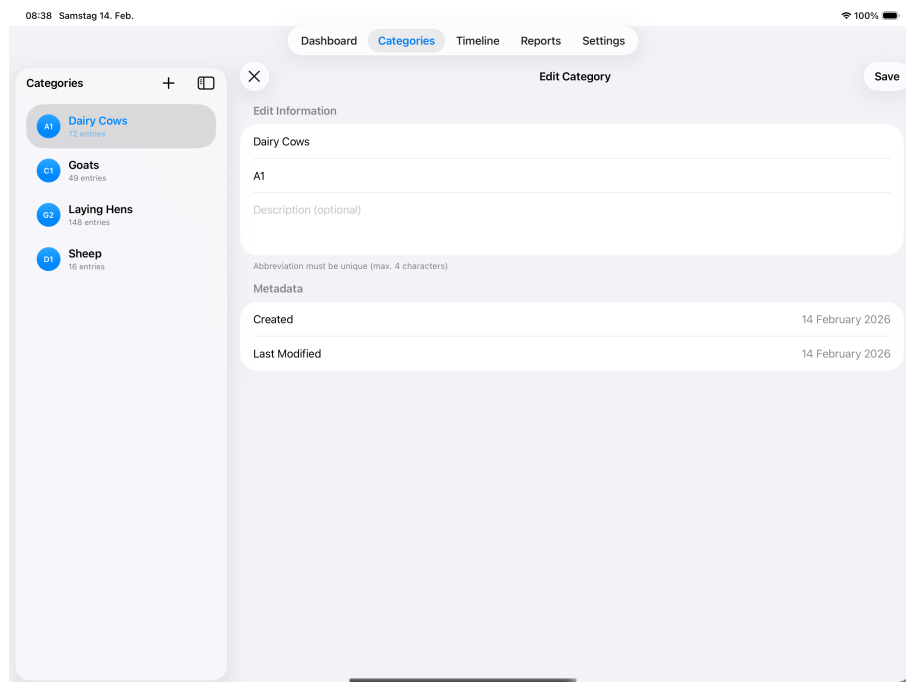 08:38 Samstag 14. Feb.
100%
Dashboard Categories Timeline Reports Settings
Categories
A1
Dairy Cows
72 entries
C1
Goats
49 entries
G2
Laying Hens
148 entries
D1
Sheep
16 entries
Edit Category
Save
Edit Information
Dairy Cows
A1
Description (optional)
Abbreviation must be unique (max. 4 characters)
Metadata
Created 14 February 2026
Last Modified 14 February 2026